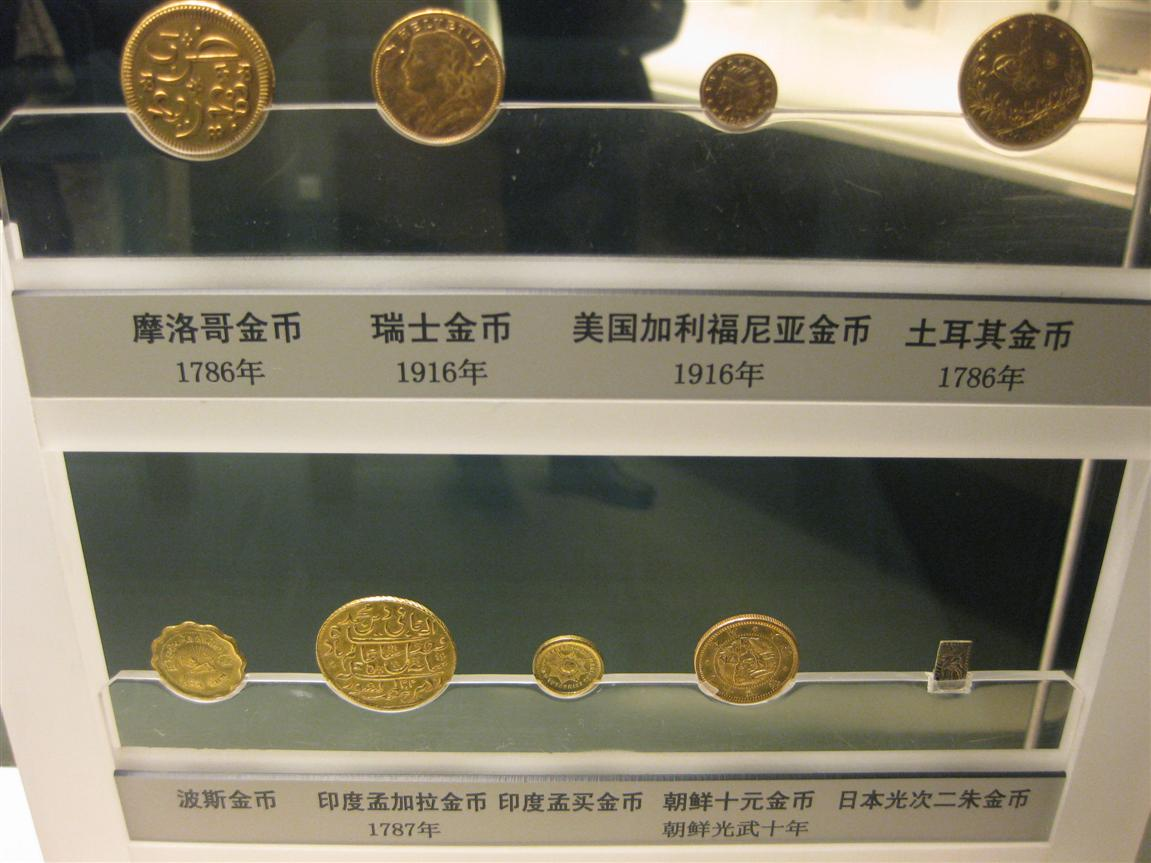 HELVETIA
摩洛哥金币 瑞士金币 美国加利福尼亚金币 土耳其金币
1786年 1916年 1916年 1786年
波斯金币 印度孟加拉金币 印度孟买金币 朝鲜十元金币 日本光次二朱金币
1787年 朝鲜光武十年